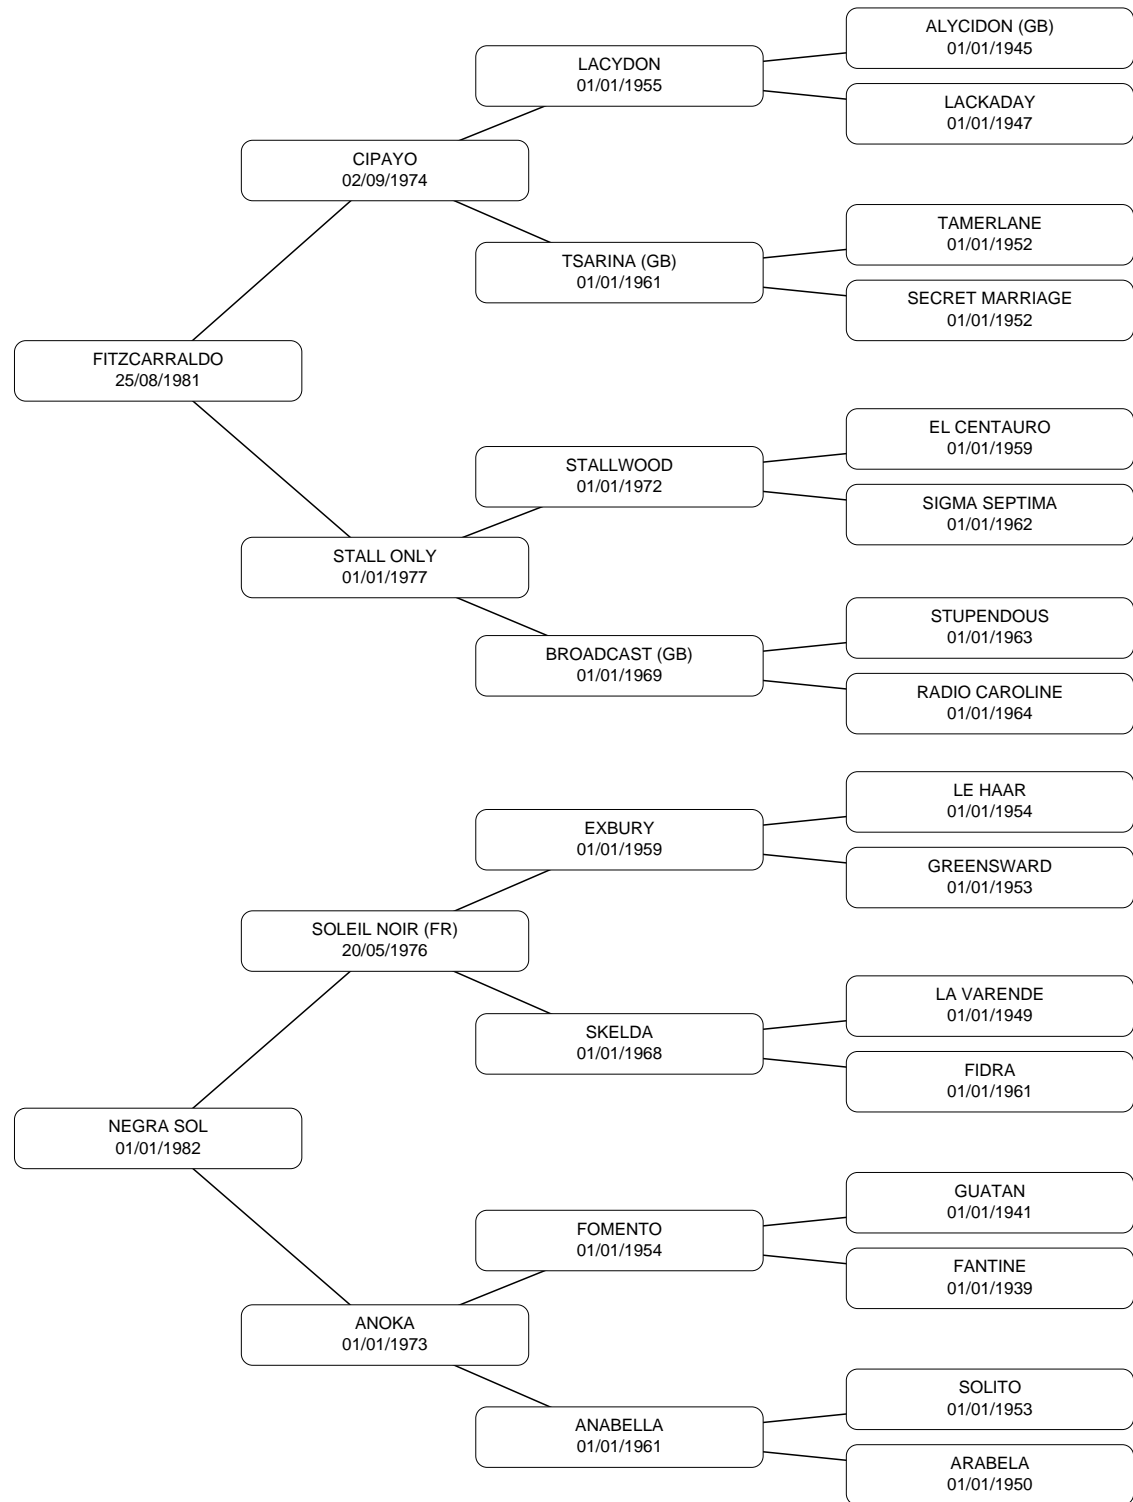 ALYCIDON (GB)
01/01/1945
LACYDON
01/01/1955
LACKADAY
01/01/1947
CIPAYO
02/09/1974
TAMERLANE
01/01/1952
TSARINA (GB)
01/01/1961
SECRET MARRIAGE
01/01/1952
FITZCARRALDO
25/08/1981
EL CENTAURO
01/01/1959
STALLWOOD
01/01/1972
SIGMA SEPTIMA
01/01/1962
STALL ONLY
01/01/1977
STUPENDOUS
01/01/1963
BROADCAST (GB)
01/01/1969
RADIO CAROLINE
01/01/1964
LE HAAR
01/01/1954
EXBURY
01/01/1959
GREENSWARD
01/01/1953
SOLEIL NOIR (FR)
20/05/1976
LA VARENDE
01/01/1949
SKELDA
01/01/1968
FIDRA
01/01/1961
NEGRA SOL
01/01/1982
GUATAN
01/01/1941
FOMENTO
01/01/1954
FANTINE
01/01/1939
ANOKA
01/01/1973
SOLITO
01/01/1953
ANABELLA
01/01/1961
ARABELA
01/01/1950